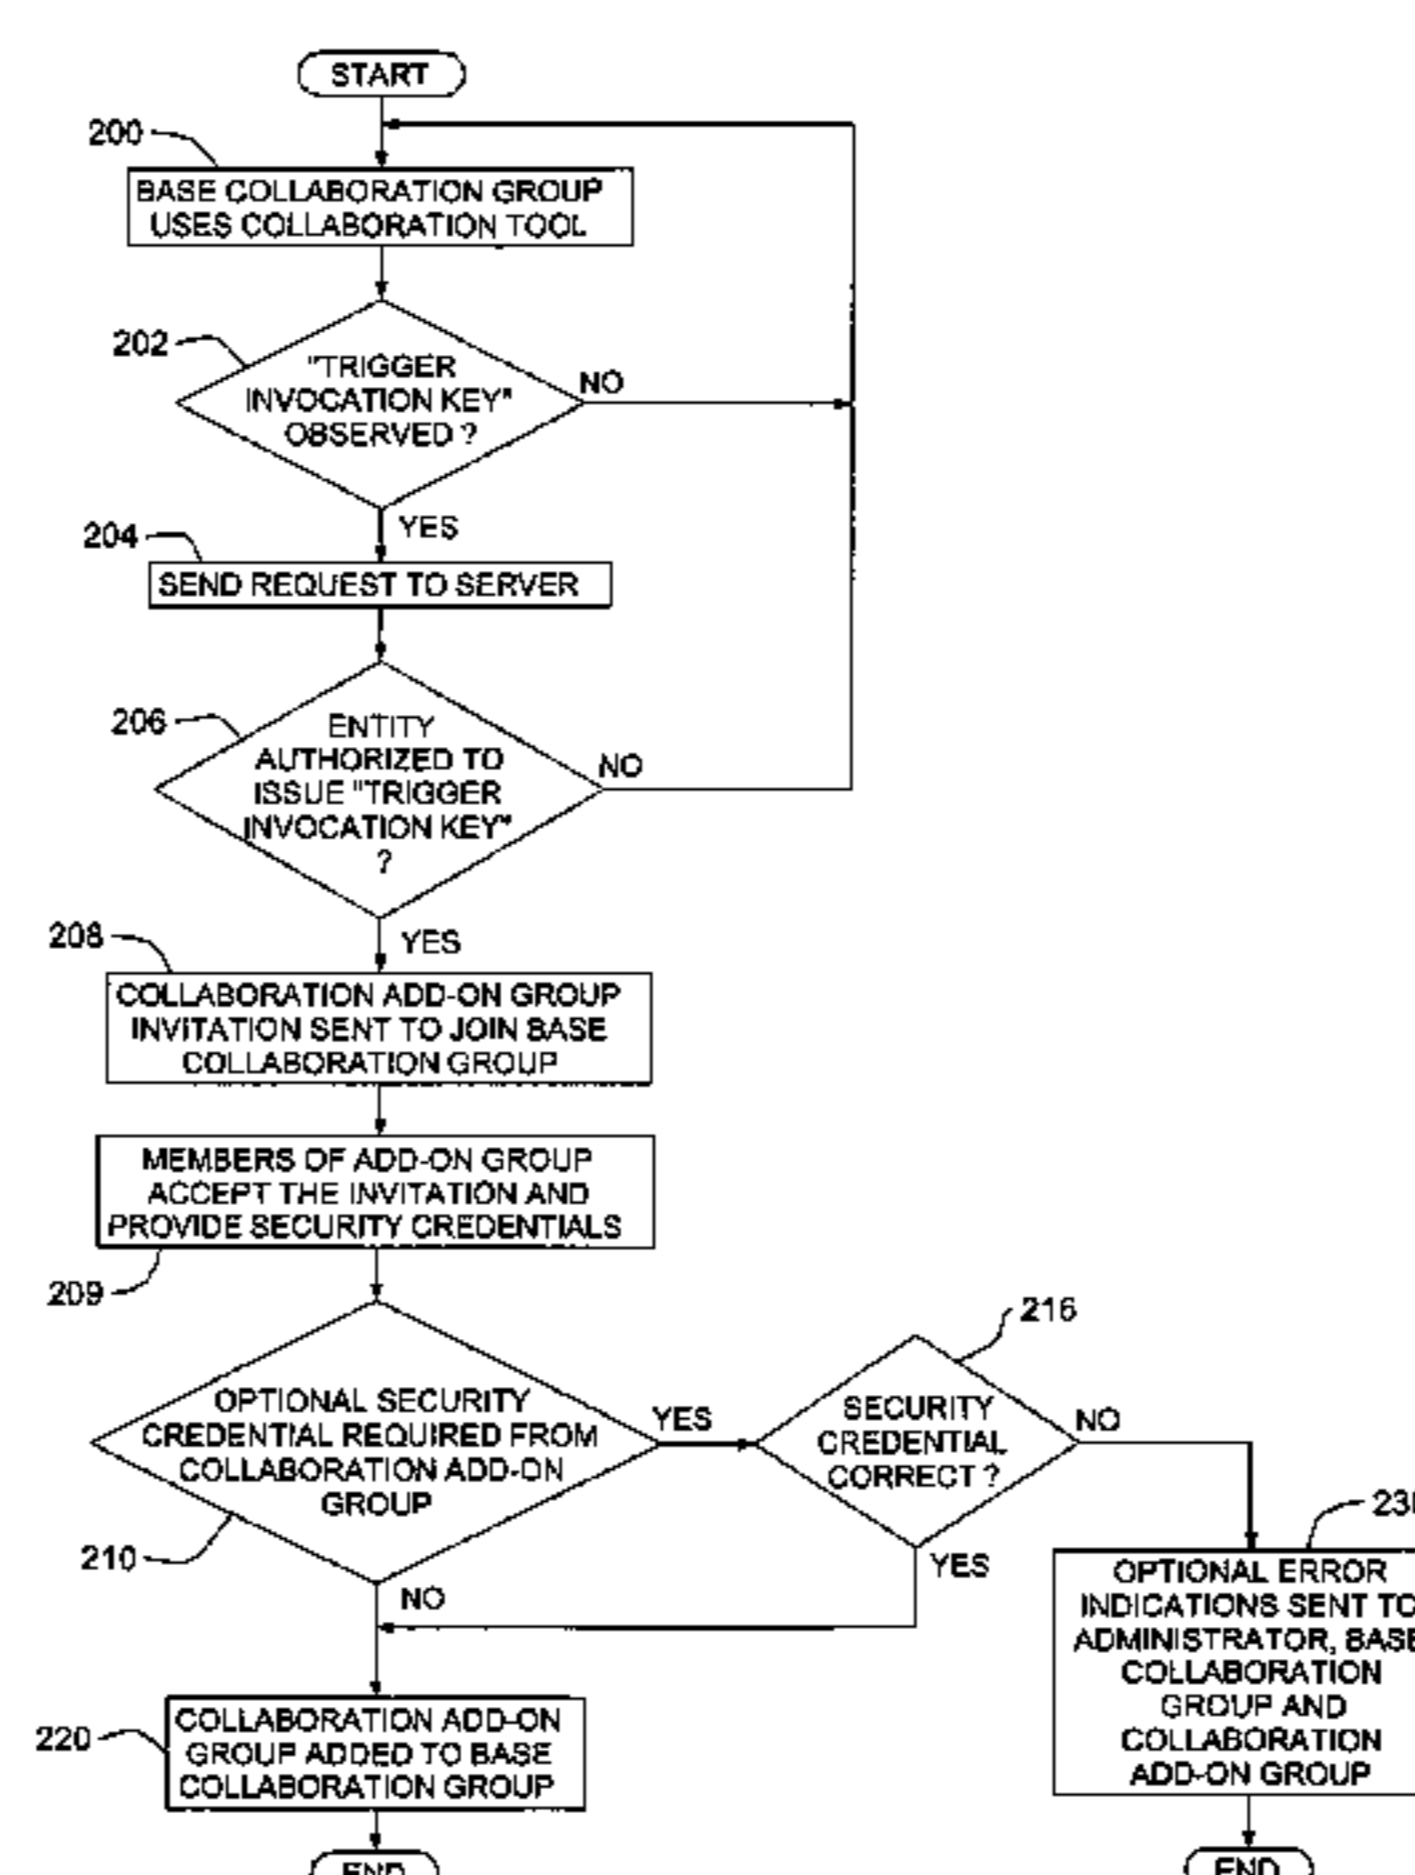 START
200
BASE COLLABORATION GROUP
USES COLLABORATION TOOL
202
"TRIGGER
INVOCATION KEY"
OBSERVED ?
NO
YES
204
SEND REQUEST TO SERVER
206
ENTITY
AUTHORIZED TO
ISSUE "TRIGGER
INVOCATION KEY"
?
NO
YES
208
COLLABORATION ADD-ON GROUP
INVITATION SENT TO JOIN BASE
COLLABORATION GROUP
MEMBERS OF ADD-ON GROUP
ACCEPT THE INVITATION AND
PROVIDE SECURITY CREDENTIALS
209
OPTIONAL SECURITY
CREDENTIAL REQUIRED FROM
COLLABORATION ADD-ON
GROUP
210
YES
NO
216
SECURITY
CREDENTIAL
CORRECT ?
NO
YES
OPTIONAL ERROR
INDICATIONS SENT TO
ADMINISTRATOR, BASE
COLLABORATION
GROUP AND
COLLABORATION
ADD-ON GROUP
220
COLLABORATION ADD-ON
GROUP ADDED TO BASE
COLLABORATION GROUP
END
END